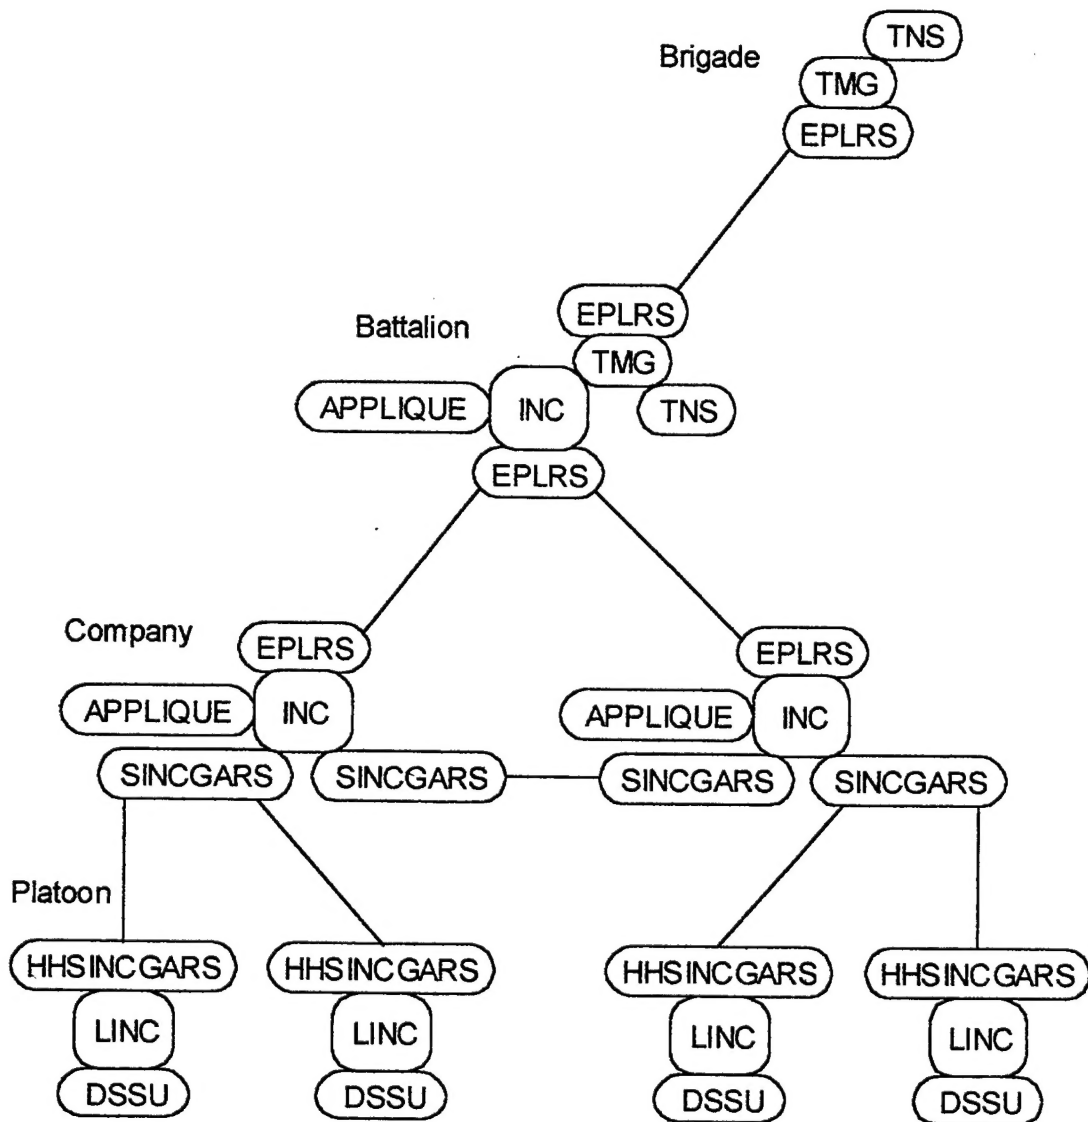 TNS
Brigade
TMG
EPLRS
EPLRS
Battalion
TMG
APPLIQUE INC TNS
EPLRS
Company
EPLRS EPLRS
APPLIQUE INC APPLIQUE INC
SINCGARS SINCGARS SINCGARS SINCGARS
Platoon
HHSINCGARS HHSINCGARS HHSINCGARS HHSINCGARS
LINC LINC LINC LINC
DSSU DSSU DSSU DSSU